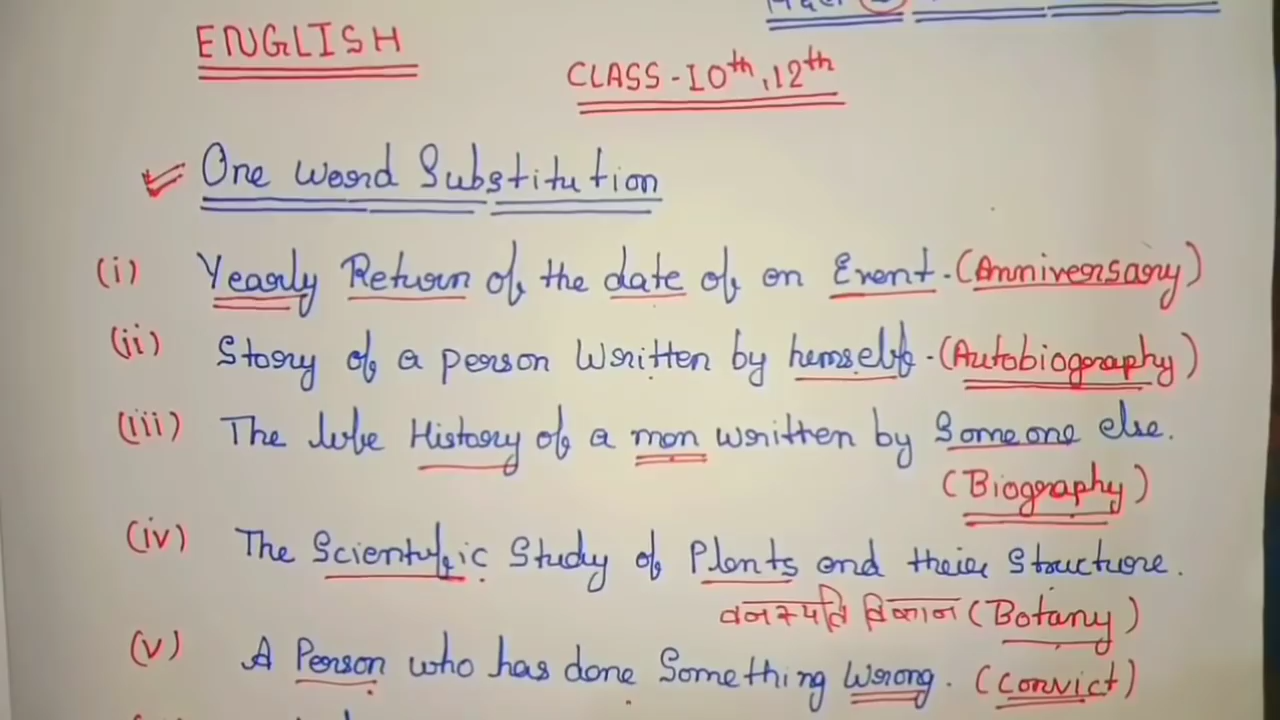 ENGLISH
CLASS-10th, 12th
One Word Substitution
(i) Yearly Return of the date of an Event. (Anniversary)
(ii) Story of a person Written by hemself. (Autobiography)
(iii) The life History of a man written by Someone else.
(Biography)
(iv) The Scientific Study of Plants and their Structure.
वनस्पति विज्ञान (Botany)
(v) A Person who has done Something Wrong. (Convict)